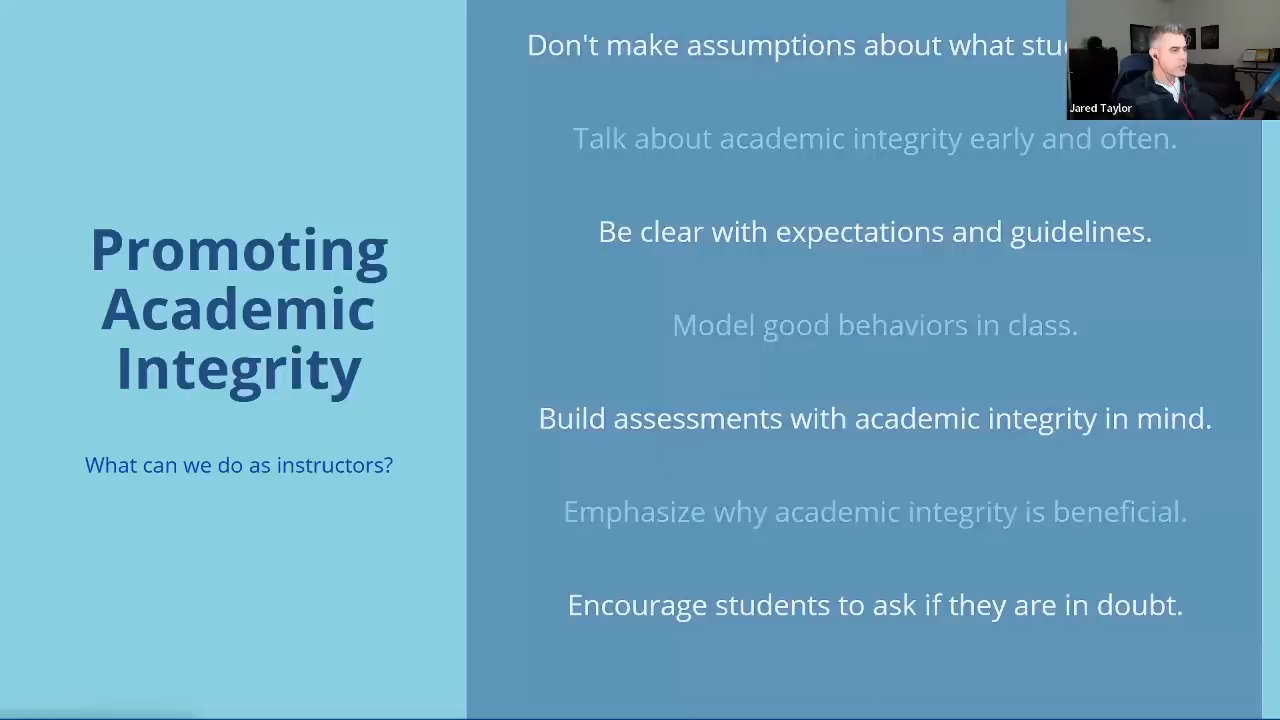 Promoting
Academic
Integrity
What can we do as instructors?
Don't make assumptions about what
Talk about academic integrity early and often.
Be clear with expectations and guidelines.
Model good behaviors in class.
Build assessments with academic integrity in mind.
Emphasize why academic integrity is beneficial.
Encourage students to ask if they are in doubt.
Jared Taylor